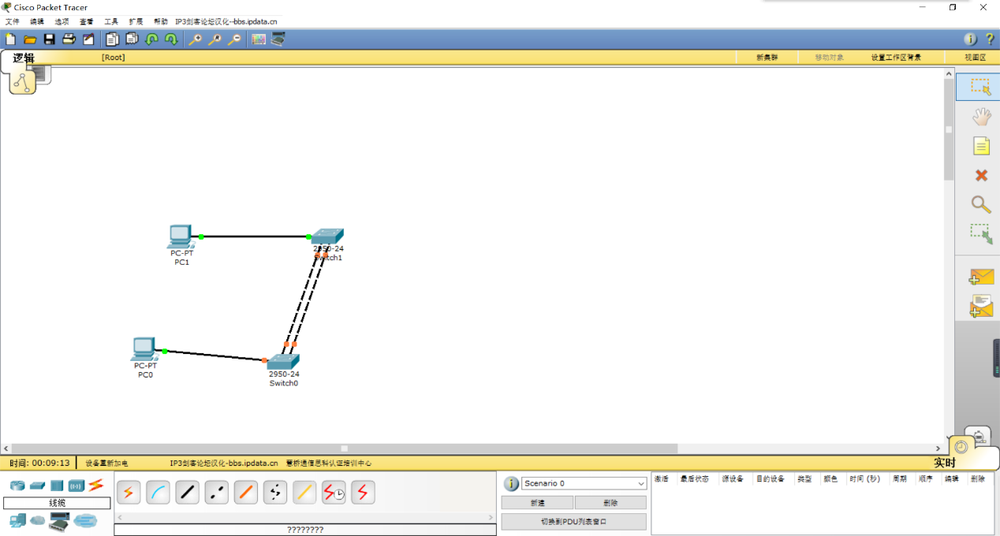 Cisco Packet Tracer
文件 编辑 选项 查看 工具 扩展 帮助 IP3剑客论坛汉化--bbs.ipdata.cn
逻辑 [Root] 新集群 移动对象 设置工作区背景 视图区
PC-PT
PC1
2950-24
Switch1
PC-PT
PC0
2950-24
Switch0
时间: 00:09:13 设备重新加电 IP3剑客论坛汉化--bbs.ipdata.cn 慧桥通信思科认证培训中心 实时
线缆
????????
Scenario 0
新建 删除
切换到PDU列表窗口
激活 最后状态 源设备 目的设备 类型 颜色 时间 (秒) 周期 顺序 编辑 删除